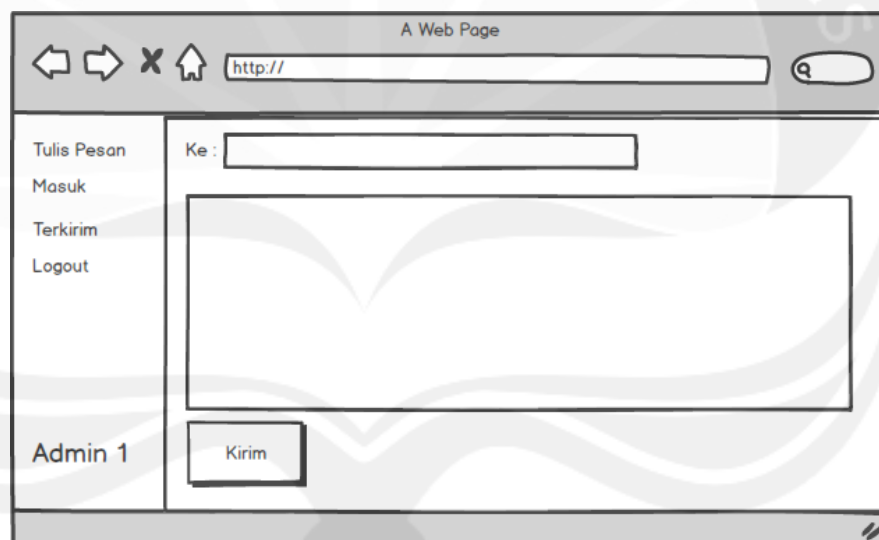 A Web Page
http://
Tulis Pesan
Masuk
Terkirim
Logout
Admin 1
Ke :
Kirim